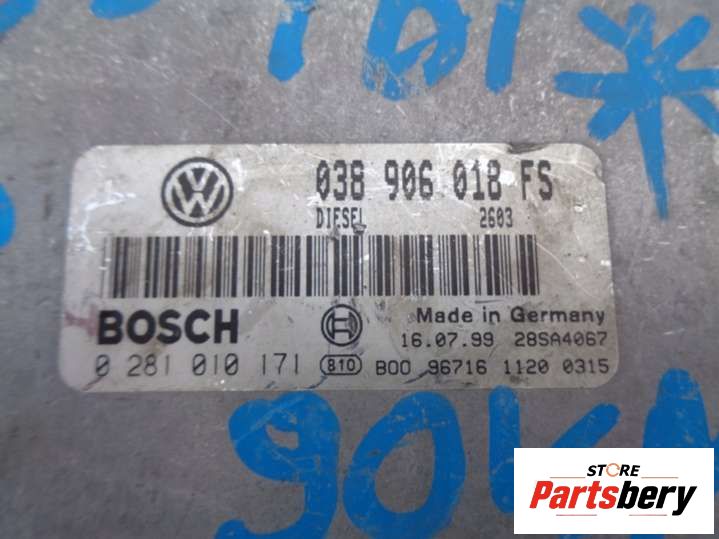 TDI *
038 906 018 FS
DIESEL 2603
BOSCH
Made in Germany
16.07.99 28SA4067
0 281 010 171 810 B00 96716 1120 0315
STORE
Partsbery